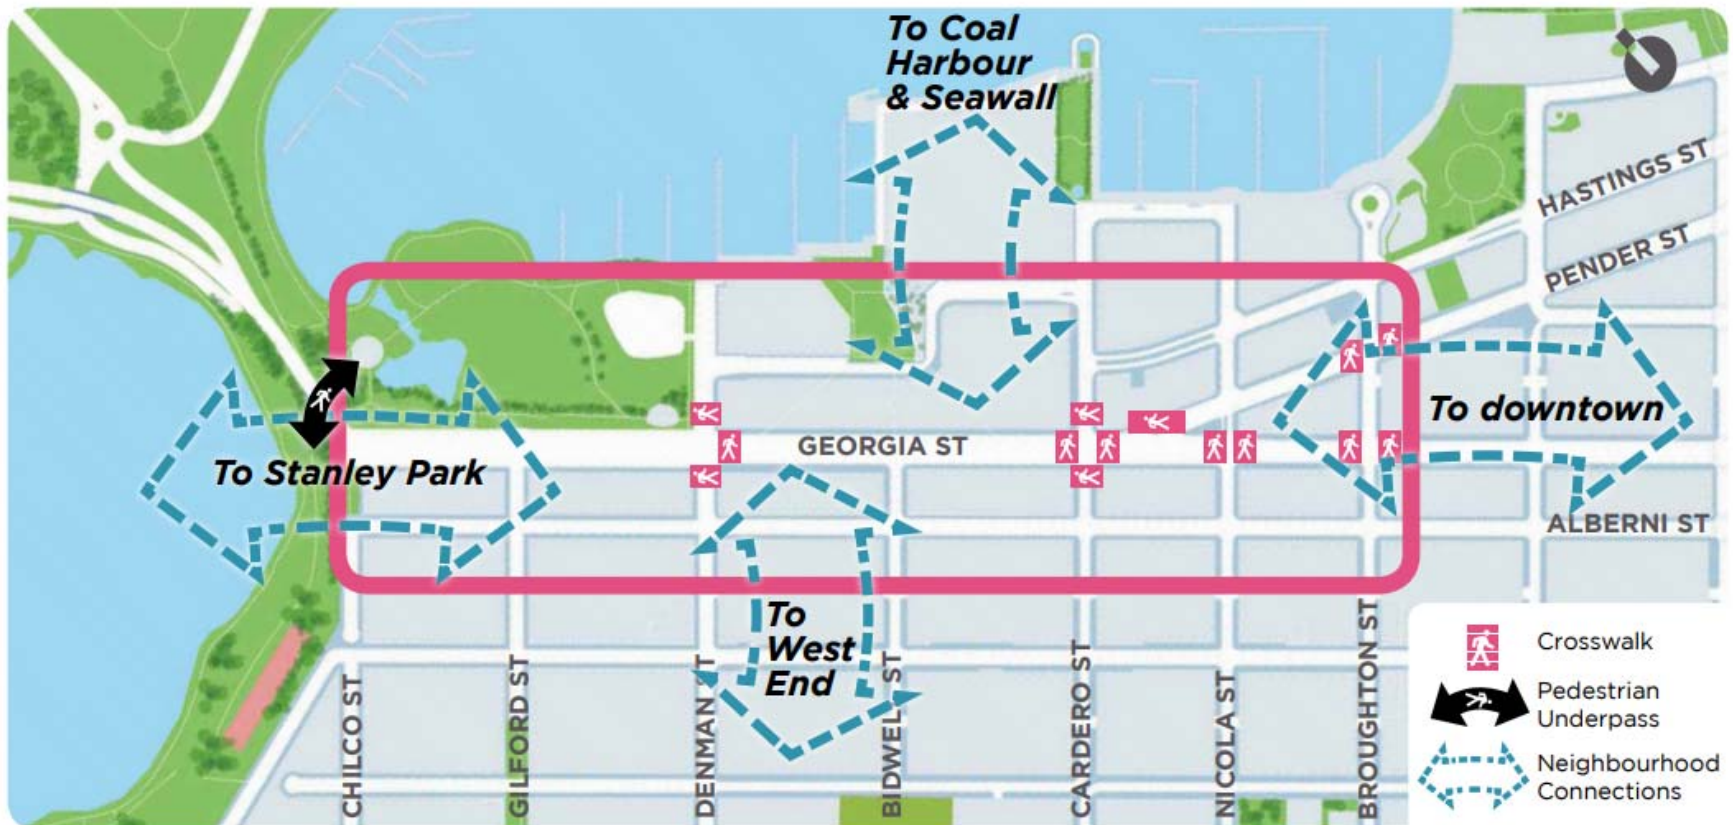 To Coal
Harbour
& Seawall
HASTINGS ST
PENDER ST
To downtown
GEORGIA ST
To Stanley Park
ALBERNI ST
To
West
End
CHILCO ST
GILFORD ST
DENMAN ST
BIDWELL ST
CARDERO ST
NICOLA ST
BROUGHTON ST
Crosswalk
Pedestrian
Underpass
Neighbourhood
Connections